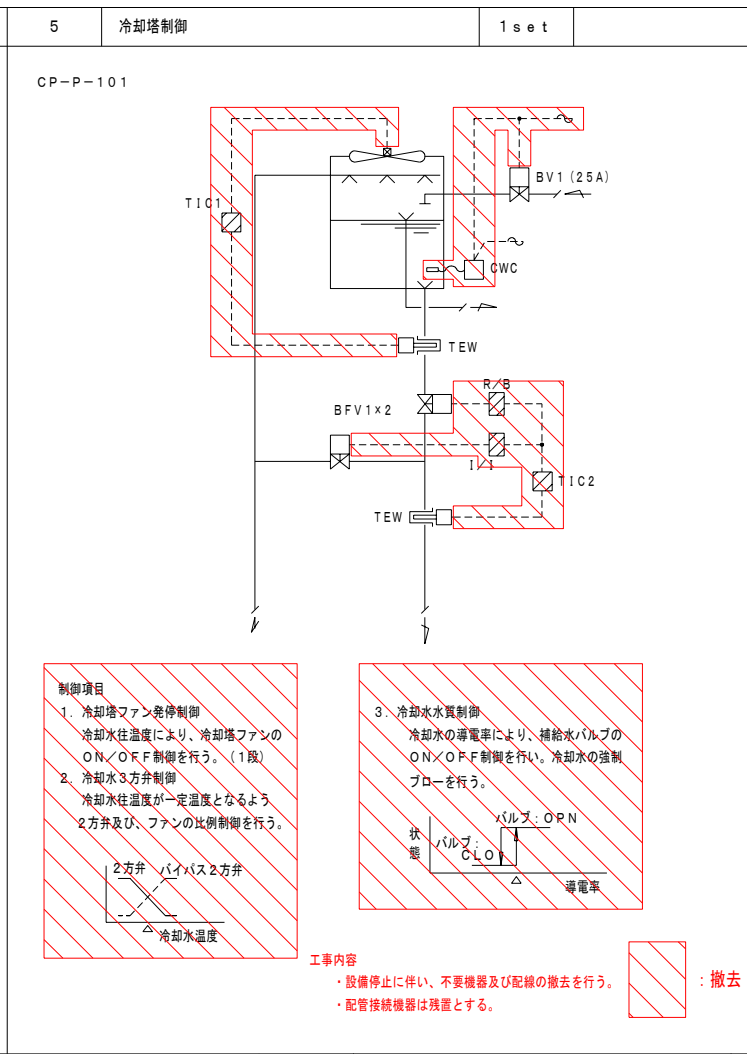 5 冷却塔制御 1set
CP-P-101
BV1(25A)
TIC1
CWC
TEW
R/B
BFV1×2
I/I
TIC2
TEW
制御項目
1. 冷却塔ファン発停制御
冷却水往温度により、冷却塔ファンの
ON/OFF制御を行う。(1段)
2. 冷却水3方弁制御
冷却水往温度が一定温度となるよう
2方弁及び、ファンの比例制御を行う。
2方弁 バイパス2方弁
冷却水温度
3. 冷却水水質制御
冷却水の導電率により、補給水バルブの
ON/OFF制御を行い。冷却水の強制
ブローを行う。
バルブ:OPN
状態
バルブ:
CLO
導電率
工事内容
・設備停止に伴い、不要機器及び配線の撤去を行う。
・配管接続機器は残置とする。
:撤去